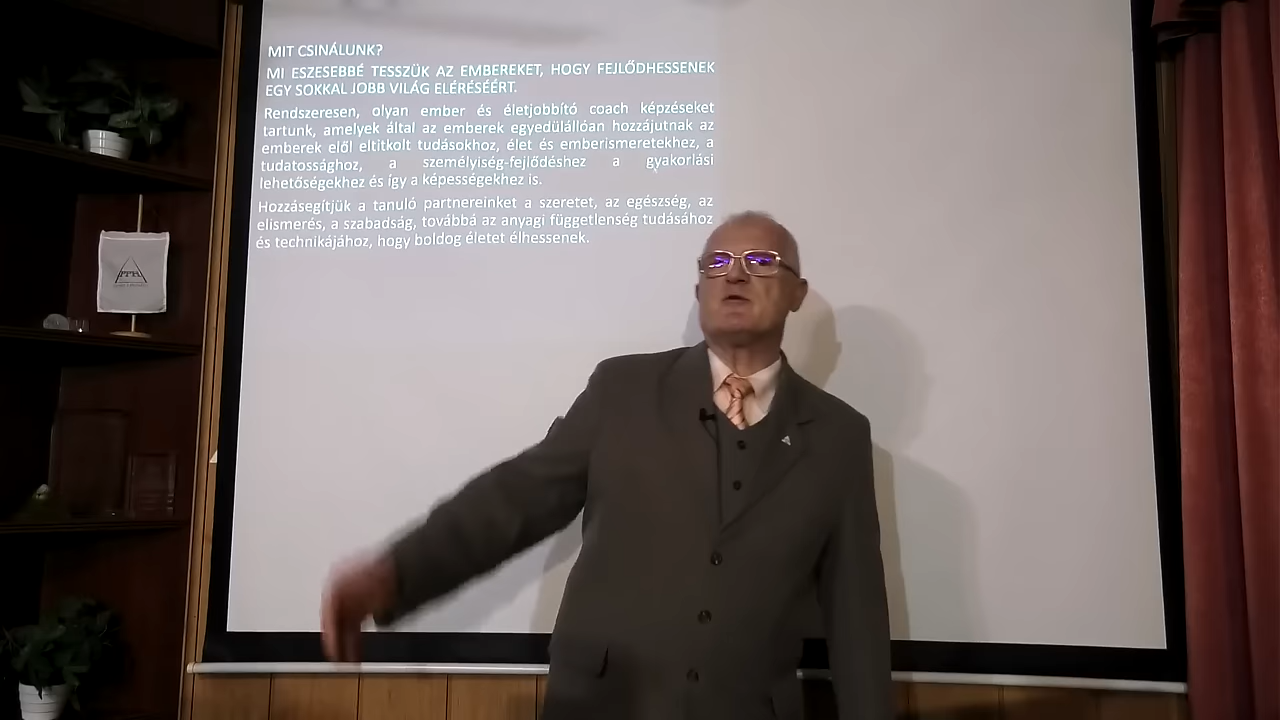 MIT CSINÁLUNK?
MI ESZESEBBÉ TESSZÜK AZ EMBEREKET, HOGY FEJLŐDHESSENEK
EGY SOKKAL JOBB VILÁG ELÉRÉSÉÉRT.
Rendszeresen, olyan ember és életjobbító coach képzéseket
tartunk, amelyek által az emberek egyedülállóan hozzájutnak az
emberek elől eltitkolt tudásokhoz, élet és emberismeretekhez, a
tudatossághoz, a személyiség-fejlődéshez a gyakorlási
lehetőségekhez és így a képességekhez is.
Hozzásegítjük a tanuló partnereinket a szeretet, az egészség, az
elismerés, a szabadság, továbbá az anyagi függetlenség tudásához
és technikájához, hogy boldog életet élhessenek.